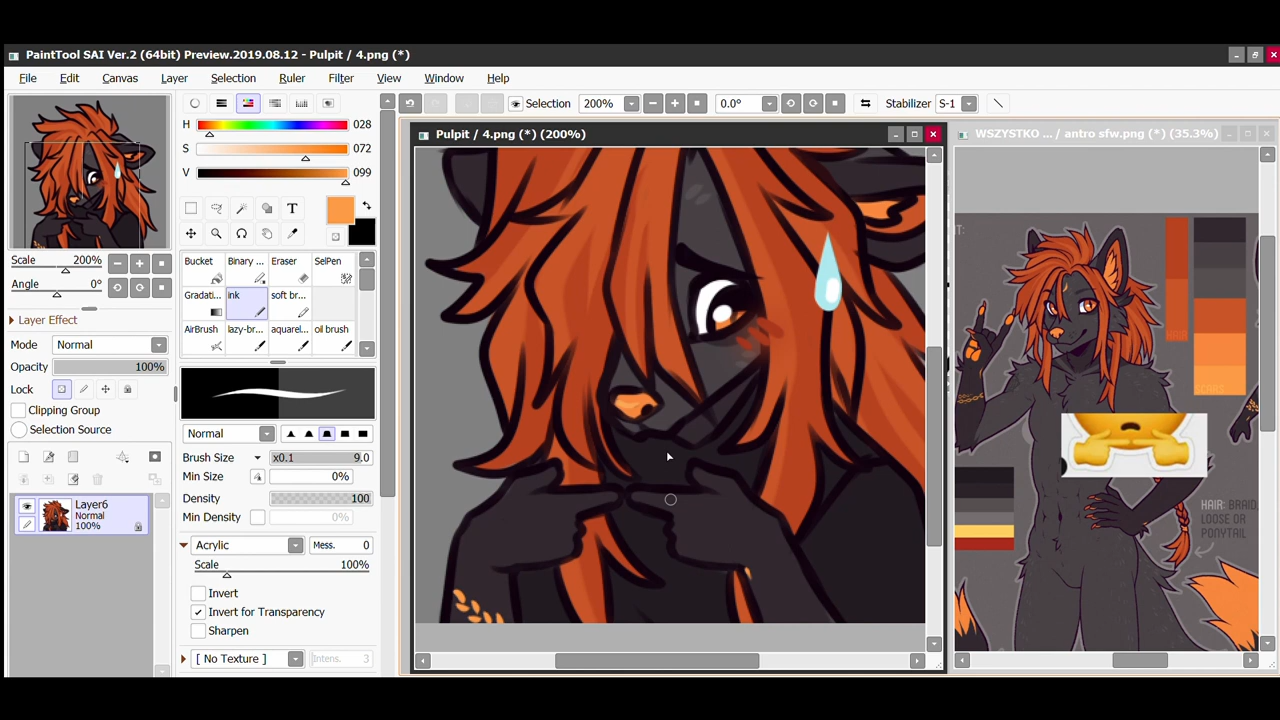 PaintTool SAI Ver.2 (64bit) Preview.2019.08.12 - Pulpit / 4.png (*)
File Edit Canvas Layer Selection Ruler Filter View Window Help
Selection 200% 0.0° Stabilizer S-1
H 028
S 072
V 099
T
Scale 200%
Angle 0°
Layer Effect
Mode Normal
Opacity 100%
Lock
Clipping Group
Selection Source
Layer6
Normal
100%
Bucket Binary ... Eraser SelPen
Gradati... ink soft br...
AirBrush lazy-br... aquarel... oil brush
Normal
Brush Size x0.1 9.0
Min Size 0%
Density 100
Min Density 0%
Acrylic Mess. 0
Scale 100%
Invert
Invert for Transparency
Sharpen
[ No Texture ] Intens. 3
Pulpit / 4.png (*) (200%)
WSZYSTKO ... / antro sfw.png (*) (35.3%)
HAIR
SCARS
HAIR: BRAID,
LOOSE OR
PONYTAIL